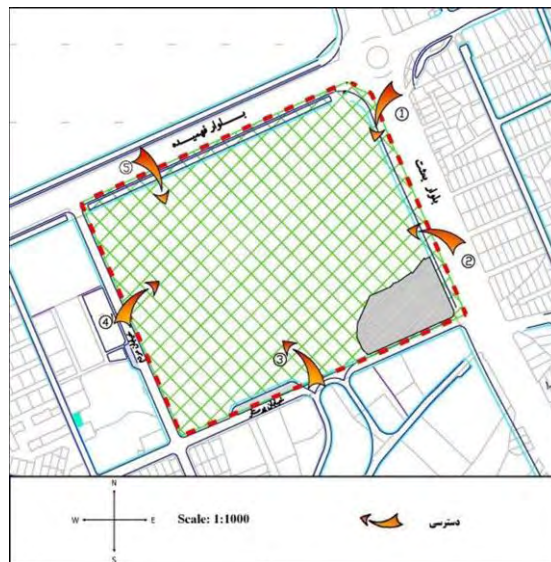 بلوار فهمیده
①
بلوار بعثت
⑤
②
④
③
N
W E
S
Scale: 1:1000
دسترسی